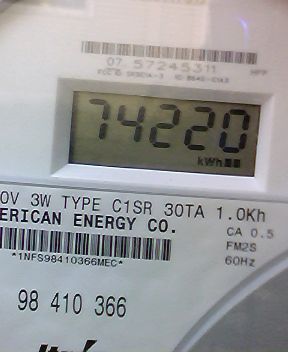 07 57245311
74220
kWh
0V 3W TYPE C1SR 30TA 1.0Kh
ERICAN ENERGY CO.
CA 0.5
FM2S
60Hz
*1NFS98410366MEC*
98 410 366